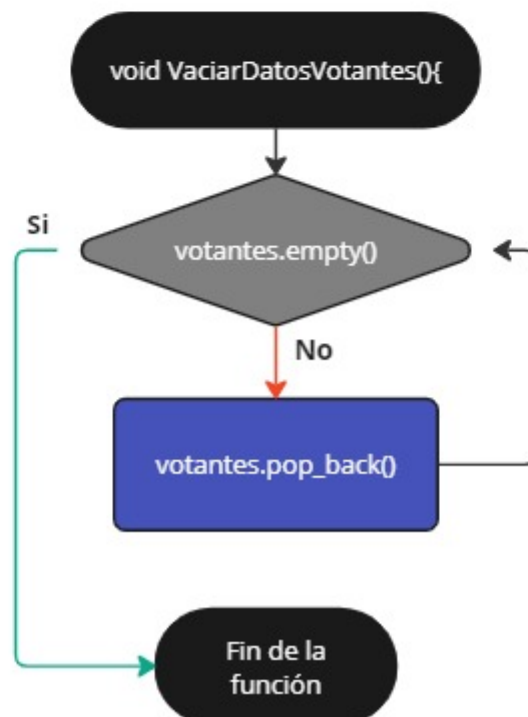 void VaciarDatosVotantes(){
Si
votantes.empty()
No
votantes.pop_back()
Fin de la
función